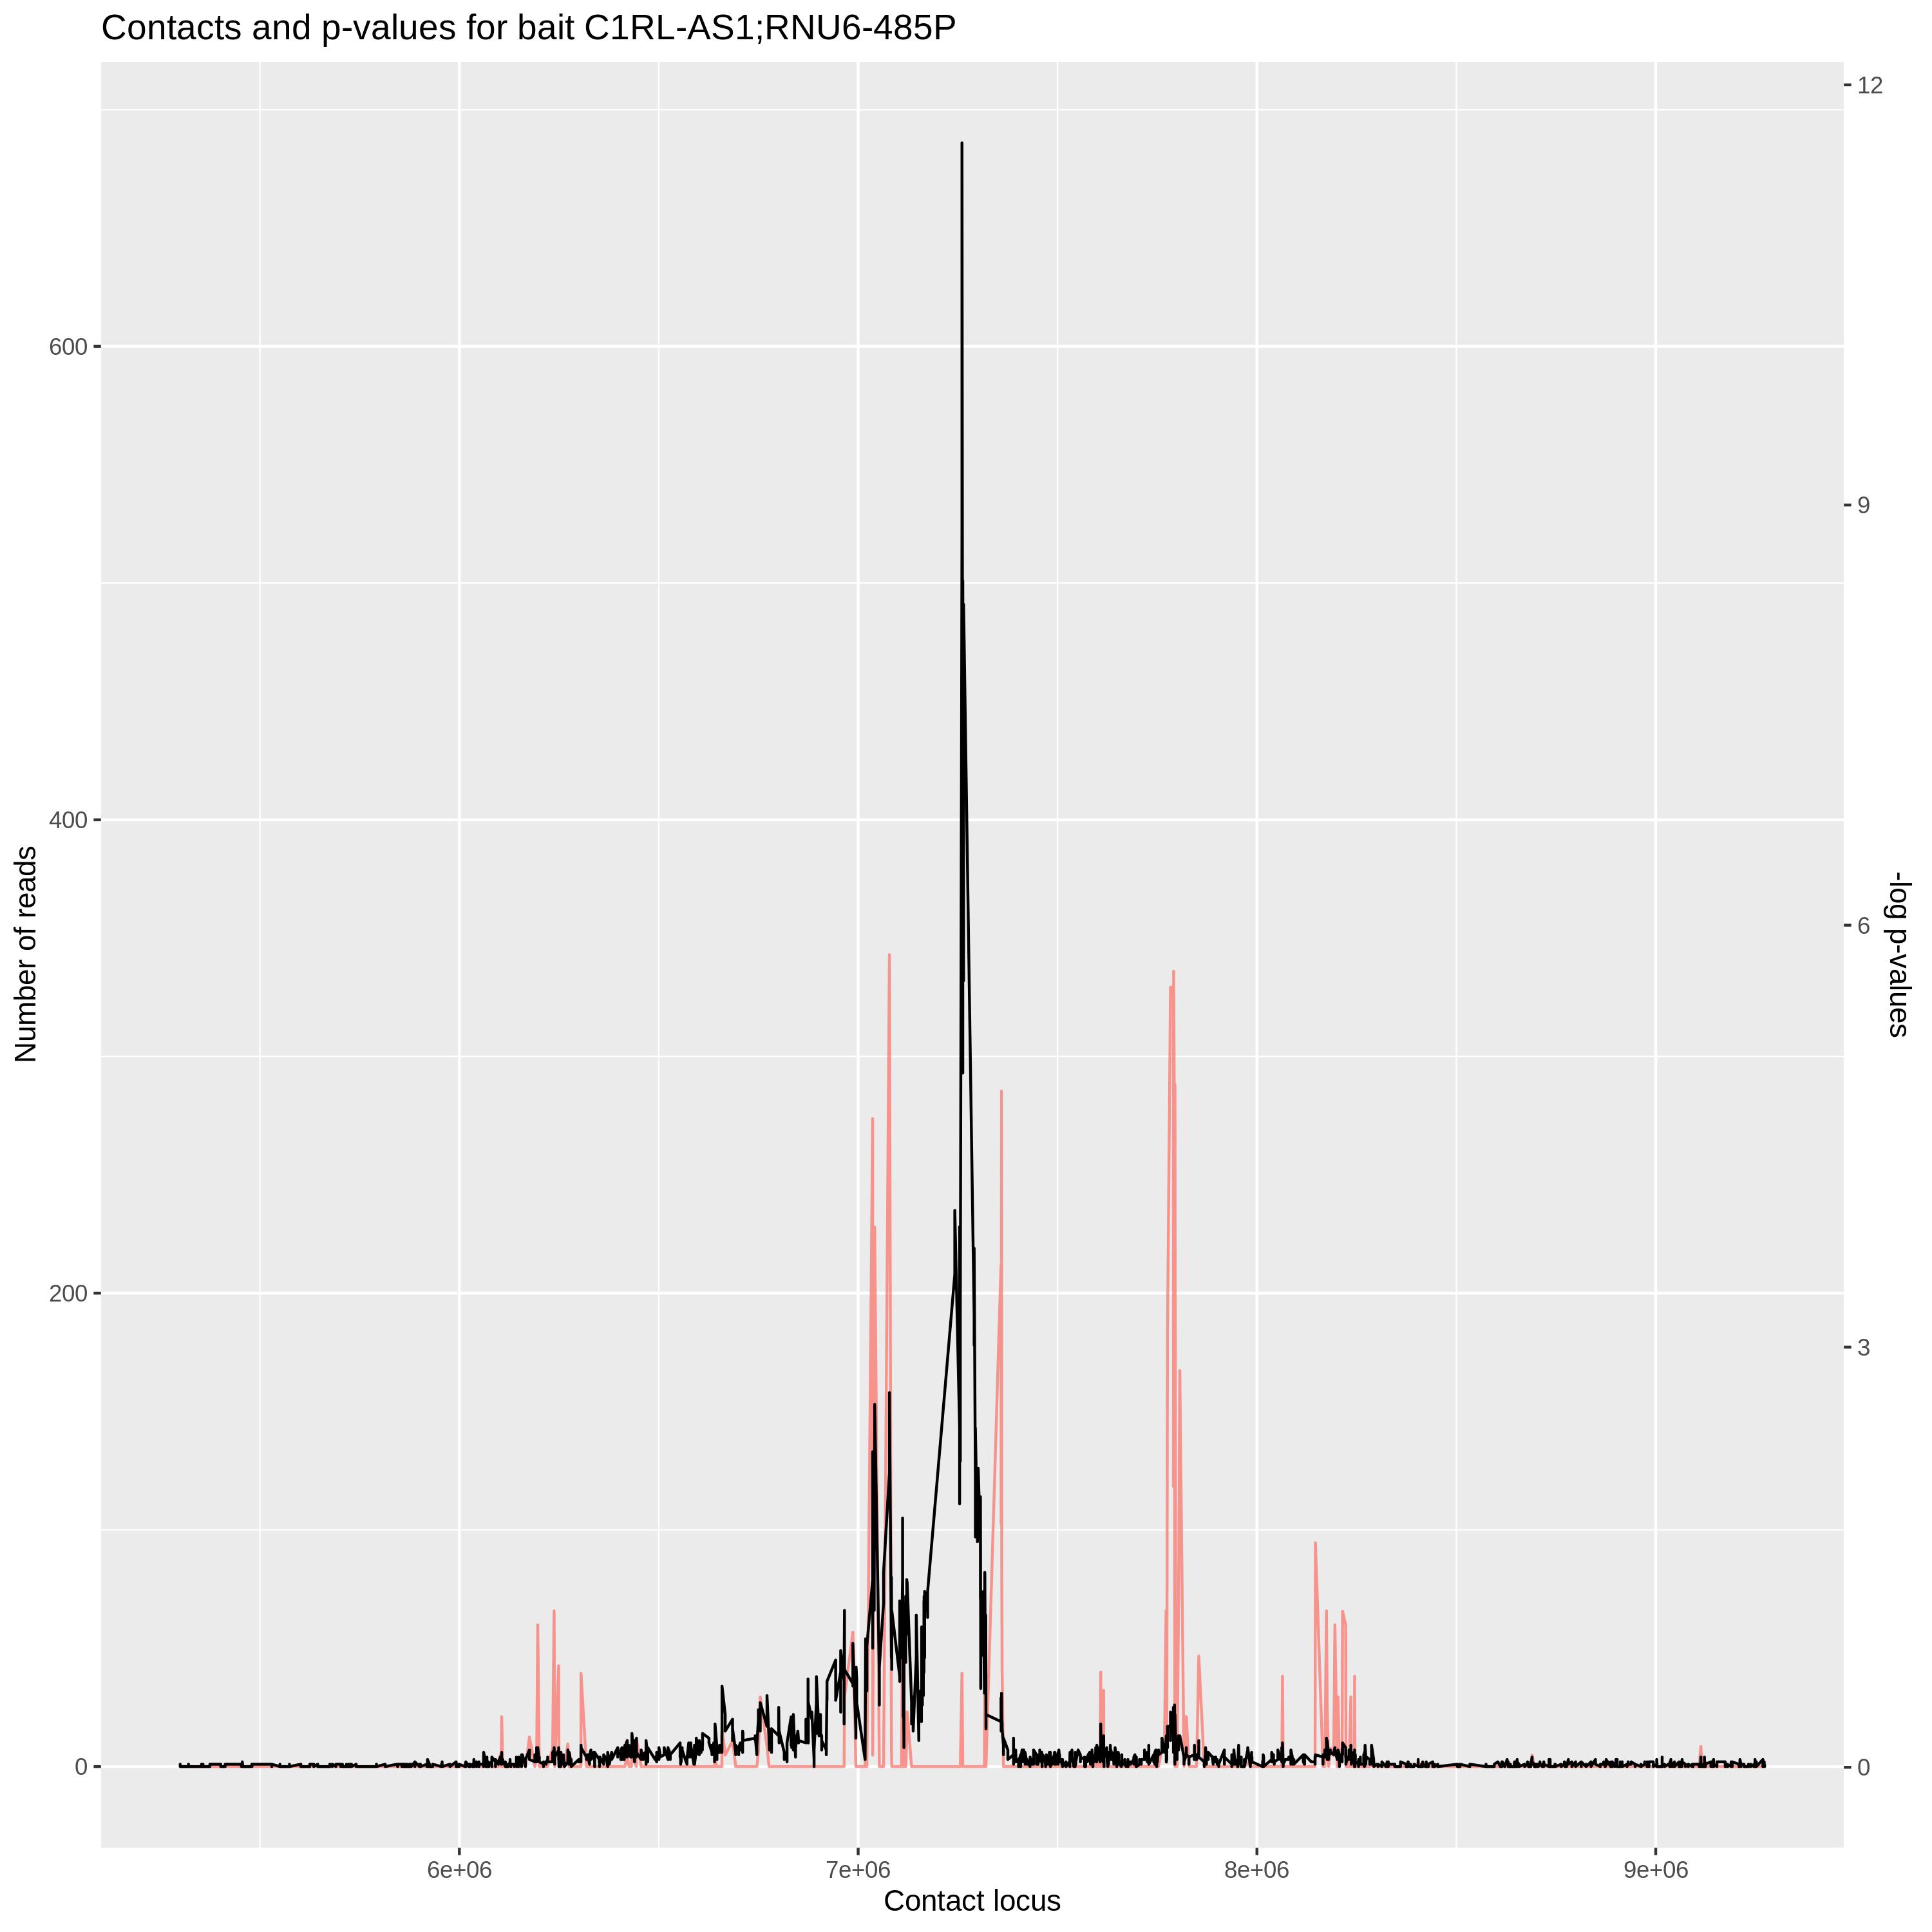 Contacts and p-values for bait C1RL-AS1;RNU6-485P
12
9
6
3
0
-log p-values
600
400
200
0
Number of reads
6e+06
7e+06
8e+06
9e+06
Contact locus